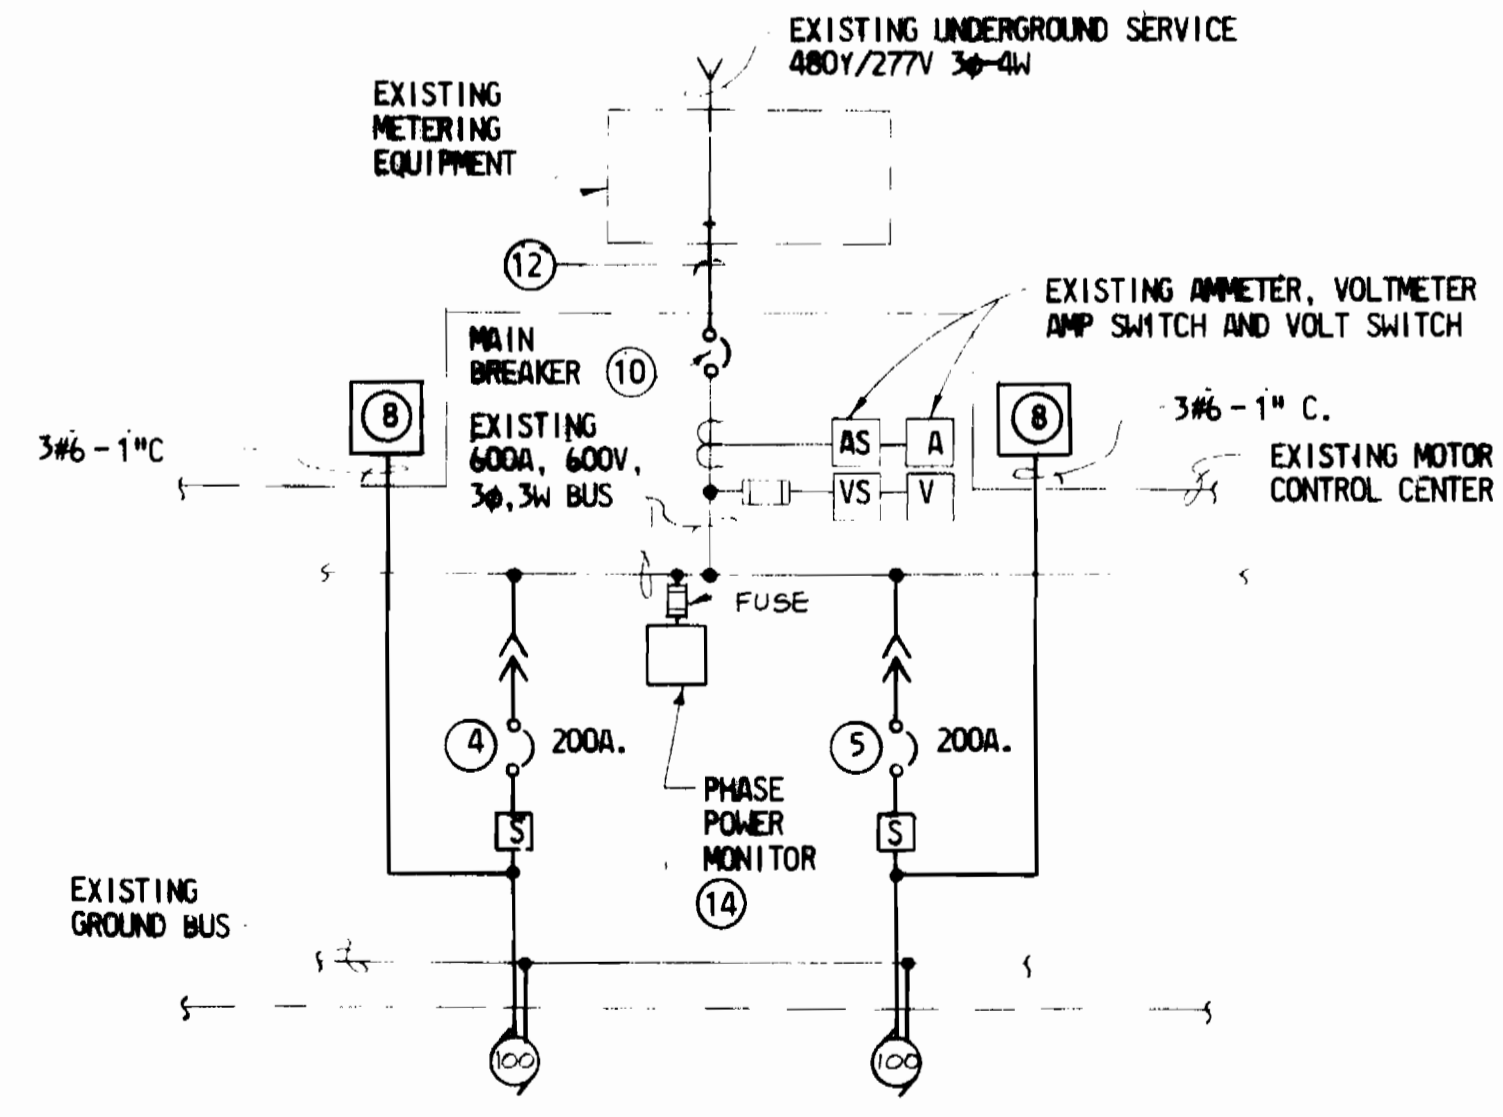 EXISTING UNDERGROUND SERVICE
480Y/277V 3ϕ-4W
EXISTING
METERING
EQUIPMENT
12
EXISTING AMMETER, VOLTMETER
AMP SWITCH AND VOLT SWITCH
MAIN
BREAKER
10
8
8
3#6-1"C
3#6-1" C.
EXISTING
600A, 600V,
3ϕ,3W BUS
AS
A
VS
V
EXISTING MOTOR
CONTROL CENTER
FUSE
4
200A.
5
200A.
PHASE
POWER
MONITOR
14
S
S
EXISTING
GROUND BUS
100
100